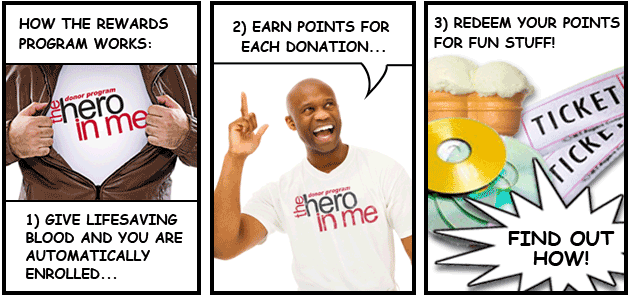 HOW THE REWARDS
PROGRAM WORKS:
donor program
the hero
in me
1) GIVE LIFESAVING
BLOOD AND YOU ARE
AUTOMATICALLY
ENROLLED...
2) EARN POINTS FOR
EACH DONATION...
donor program
the hero
in me
3) REDEEM YOUR POINTS
FOR FUN STUFF!
TICKET
TICKE
FIND OUT
HOW!